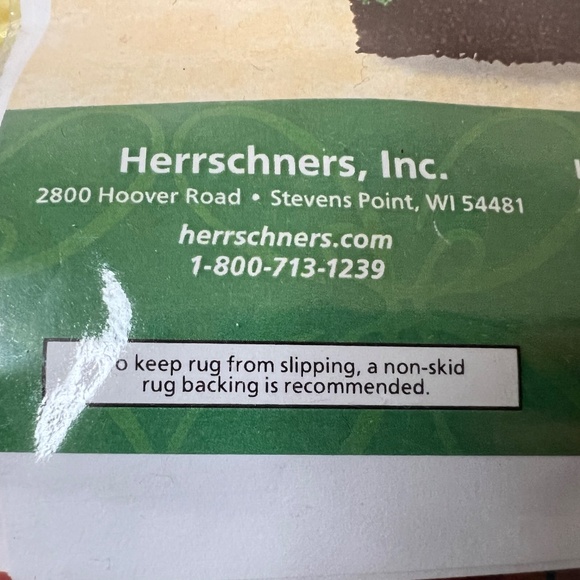 Herrschners, Inc.
2800 Hoover Road • Stevens Point, WI 54481
herrschners.com
1-800-713-1239
keep rug from slipping, a non-skid
rug backing is recommended.